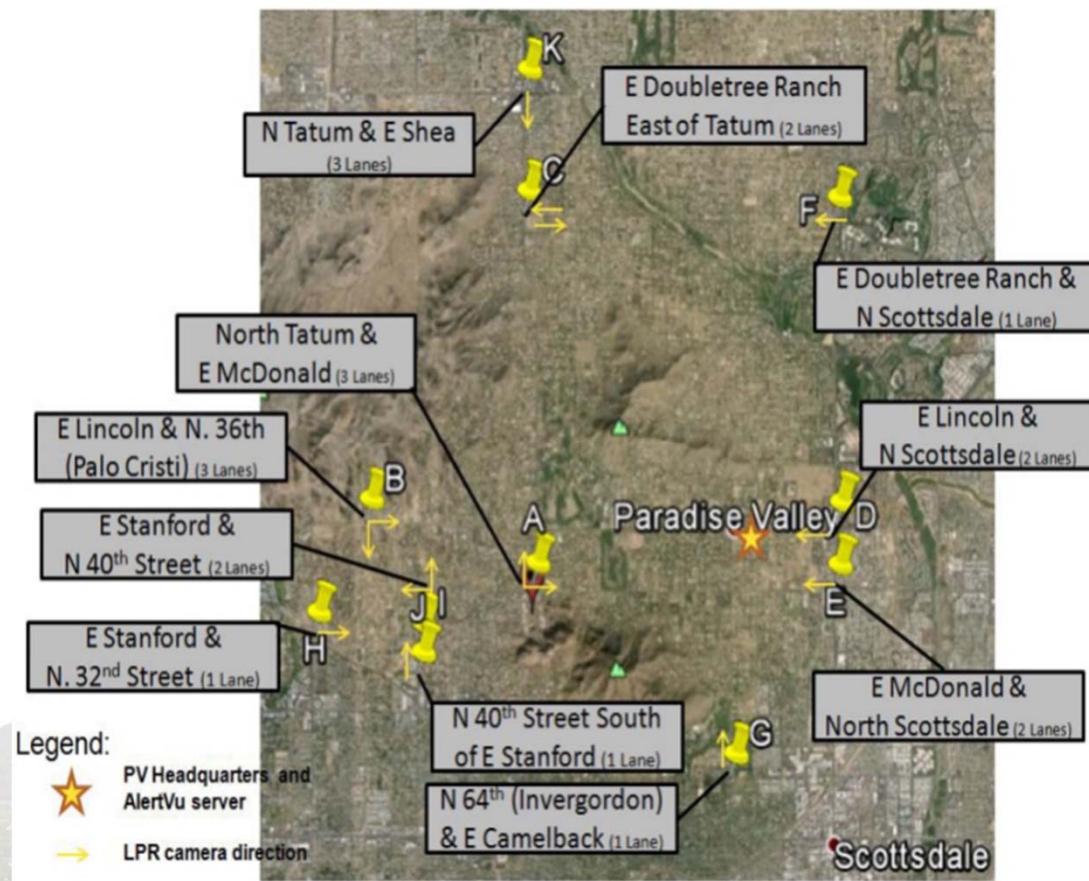 K
N Tatum & E Shea
(3 Lanes)
E Doubletree Ranch
East of Tatum (2 Lanes)
C
F
E Doubletree Ranch &
N Scottsdale (1 Lane)
North Tatum &
E McDonald (3 Lanes)
E Lincoln & N. 36th
(Palo Cristi) (3 Lanes)
B
E Lincoln &
N Scottsdale (2 Lanes)
A
Paradise Valley
D
E Stanford &
N 40th Street (2 Lanes)
J
I
H
E
E Stanford &
N. 32nd Street (1 Lane)
E McDonald &
North Scottsdale (2 Lanes)
N 40th Street South
of E Stanford (1 Lane)
G
N 64th (Invergordon)
& E Camelback (1 Lane)
Scottsdale
Legend:
PV Headquarters and
AlertVu server
LPR camera direction